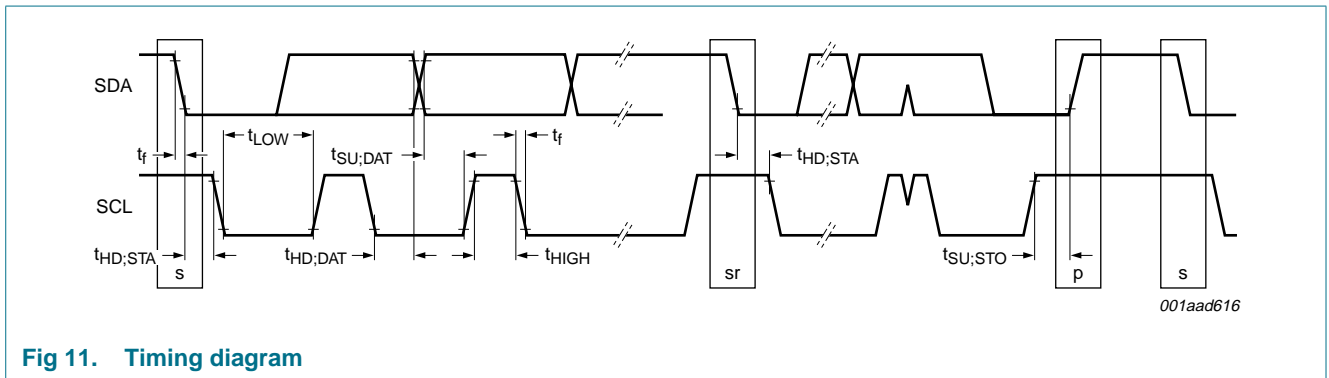 SDA
t_LOW
t_f
t_f
t_SU;DAT
t_HD;STA
SCL
t_HD;STA
s
t_HD;DAT
t_HIGH
sr
t_SU;STO
p
s
001aad616
Fig 11. Timing diagram